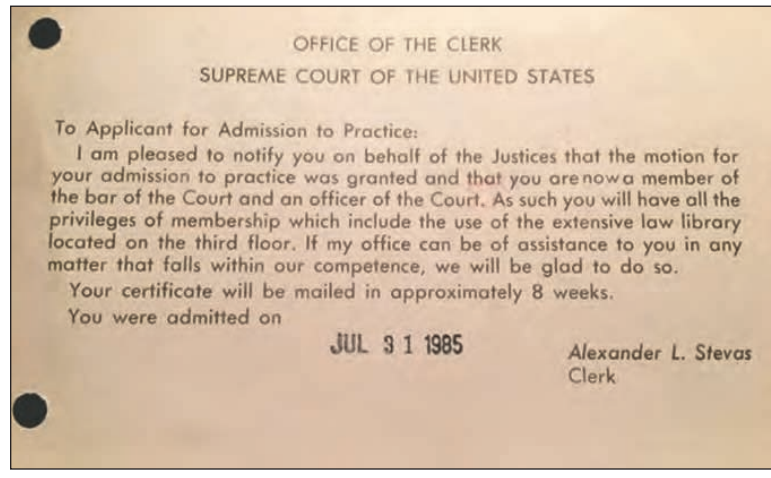 OFFICE OF THE CLERK
SUPREME COURT OF THE UNITED STATES
To Applicant for Admission to Practice:
I am pleased to notify you on behalf of the Justices that the motion for
your admission to practice was granted and that you are now a member of
the bar of the Court and an officer of the Court. As such you will have all the
privileges of membership which include the use of the extensive law library
located on the third floor. If my office can be of assistance to you in any
matter that falls within our competence, we will be glad to do so.
Your certificate will be mailed in approximately 8 weeks.
You were admitted on
JUL 31 1985
Alexander L. Stevas
Clerk